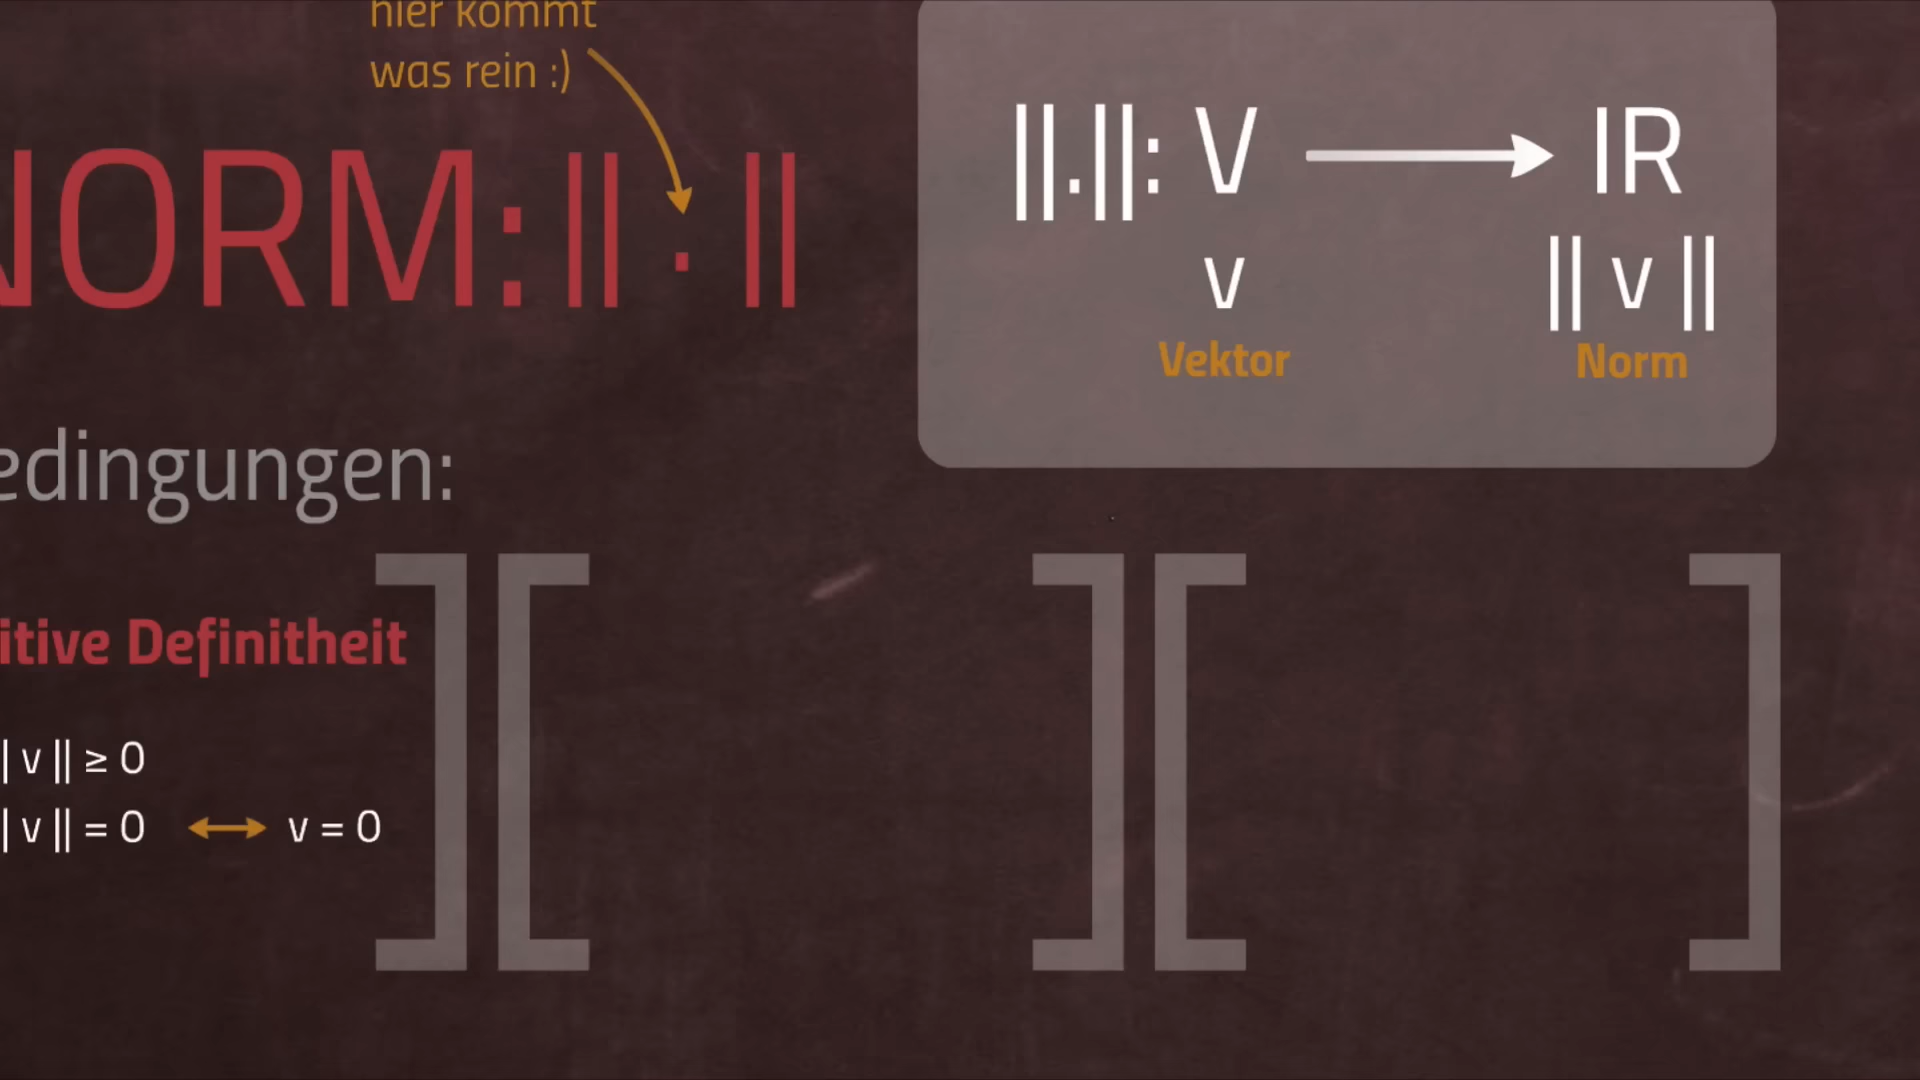 hier kommt
was rein :)
NORM: || · ||
||.||: V → IR
v || v ||
Vektor Norm
edingungen:
itive Definitheit
| v || ≥ 0
| v || = 0 ↔ v = 0